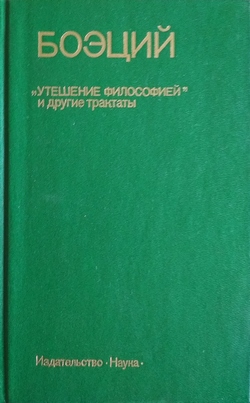 БОЭЦИЙ
„УТЕШЕНИЕ ФИЛОСОФИЕЙ"
и другие трактаты
Издательство · Наука ·